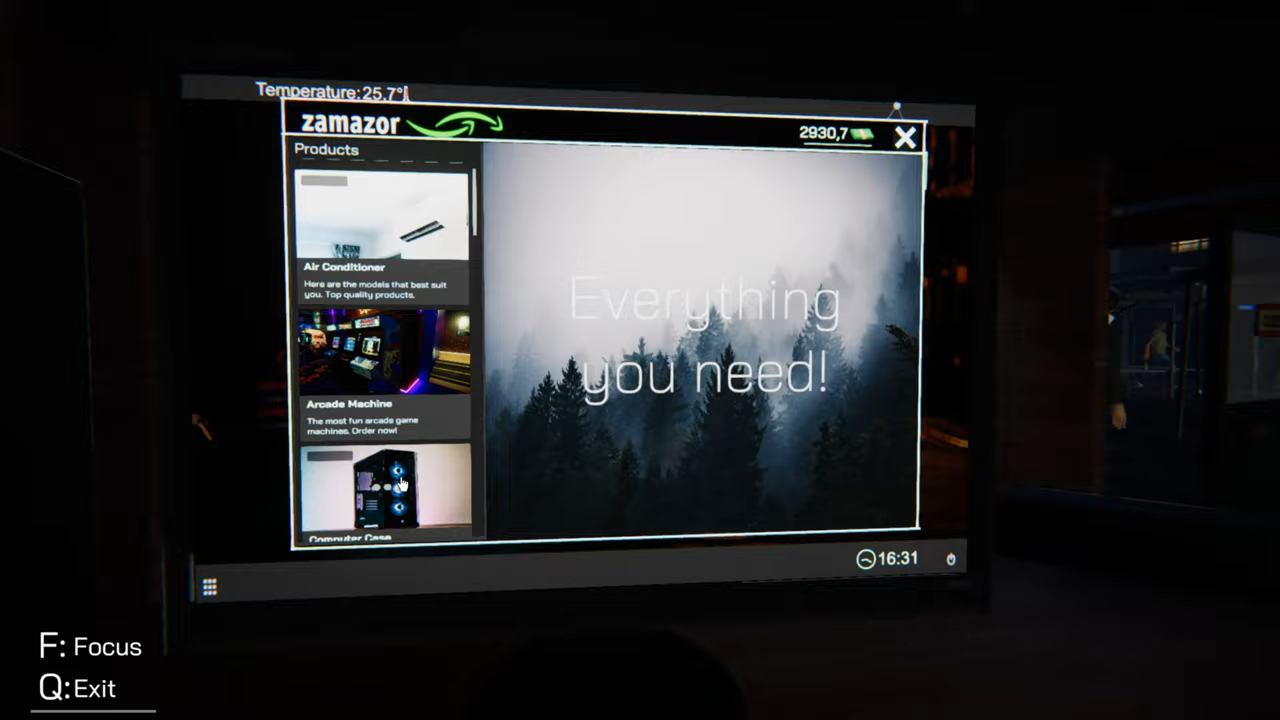 Temperature: 25,7°
zamazor
2930,7
Products
Air Conditioner
Here are the models that best suit
you. Top quality products.
Arcade Machine
The most fun arcade game
machines. Order now!
Computer Case
Everything
you need!
16:31
F: Focus
Q: Exit